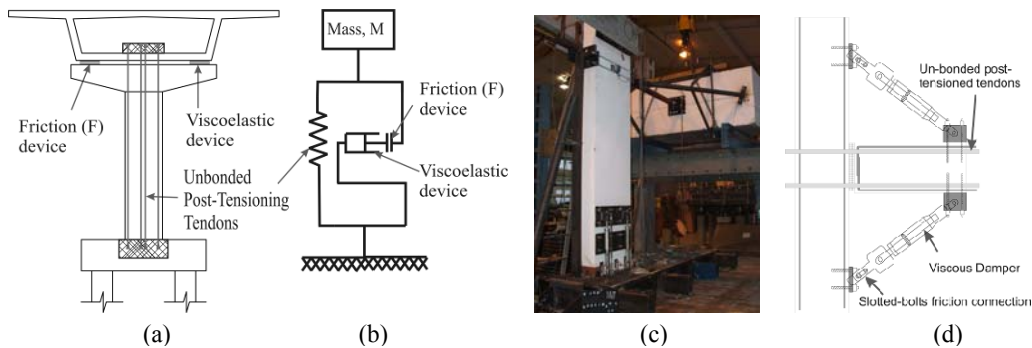 Friction (F)
device
Viscoelastic
device
Unbonded
Post-Tensioning
Tendons
(a)
Mass, M
Friction (F)
device
Viscoelastic
device
(b)
(c)
Un-bonded post-
tensioned tendons
Viscous Damper
Slotted-bolts friction connection
(d)